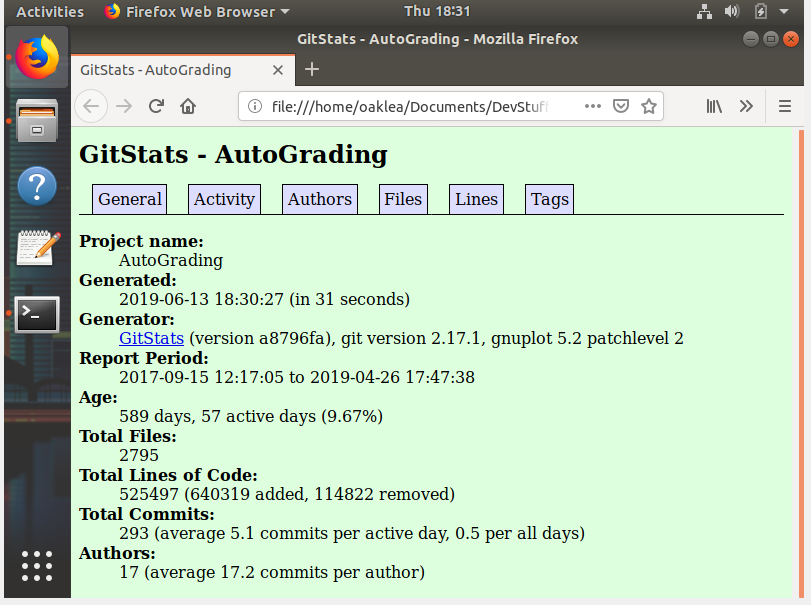 Activities Firefox Web Browser Thu 18:31
GitStats - AutoGrading - Mozilla Firefox
GitStats - AutoGrading
file:///home/oaklea/Documents/DevStuff
GitStats - AutoGrading
General Activity Authors Files Lines Tags
Project name:
AutoGrading
Generated:
2019-06-13 18:30:27 (in 31 seconds)
Generator:
GitStats (version a8796fa), git version 2.17.1, gnuplot 5.2 patchlevel 2
Report Period:
2017-09-15 12:17:05 to 2019-04-26 17:47:38
Age:
589 days, 57 active days (9.67%)
Total Files:
2795
Total Lines of Code:
525497 (640319 added, 114822 removed)
Total Commits:
293 (average 5.1 commits per active day, 0.5 per all days)
Authors:
17 (average 17.2 commits per author)